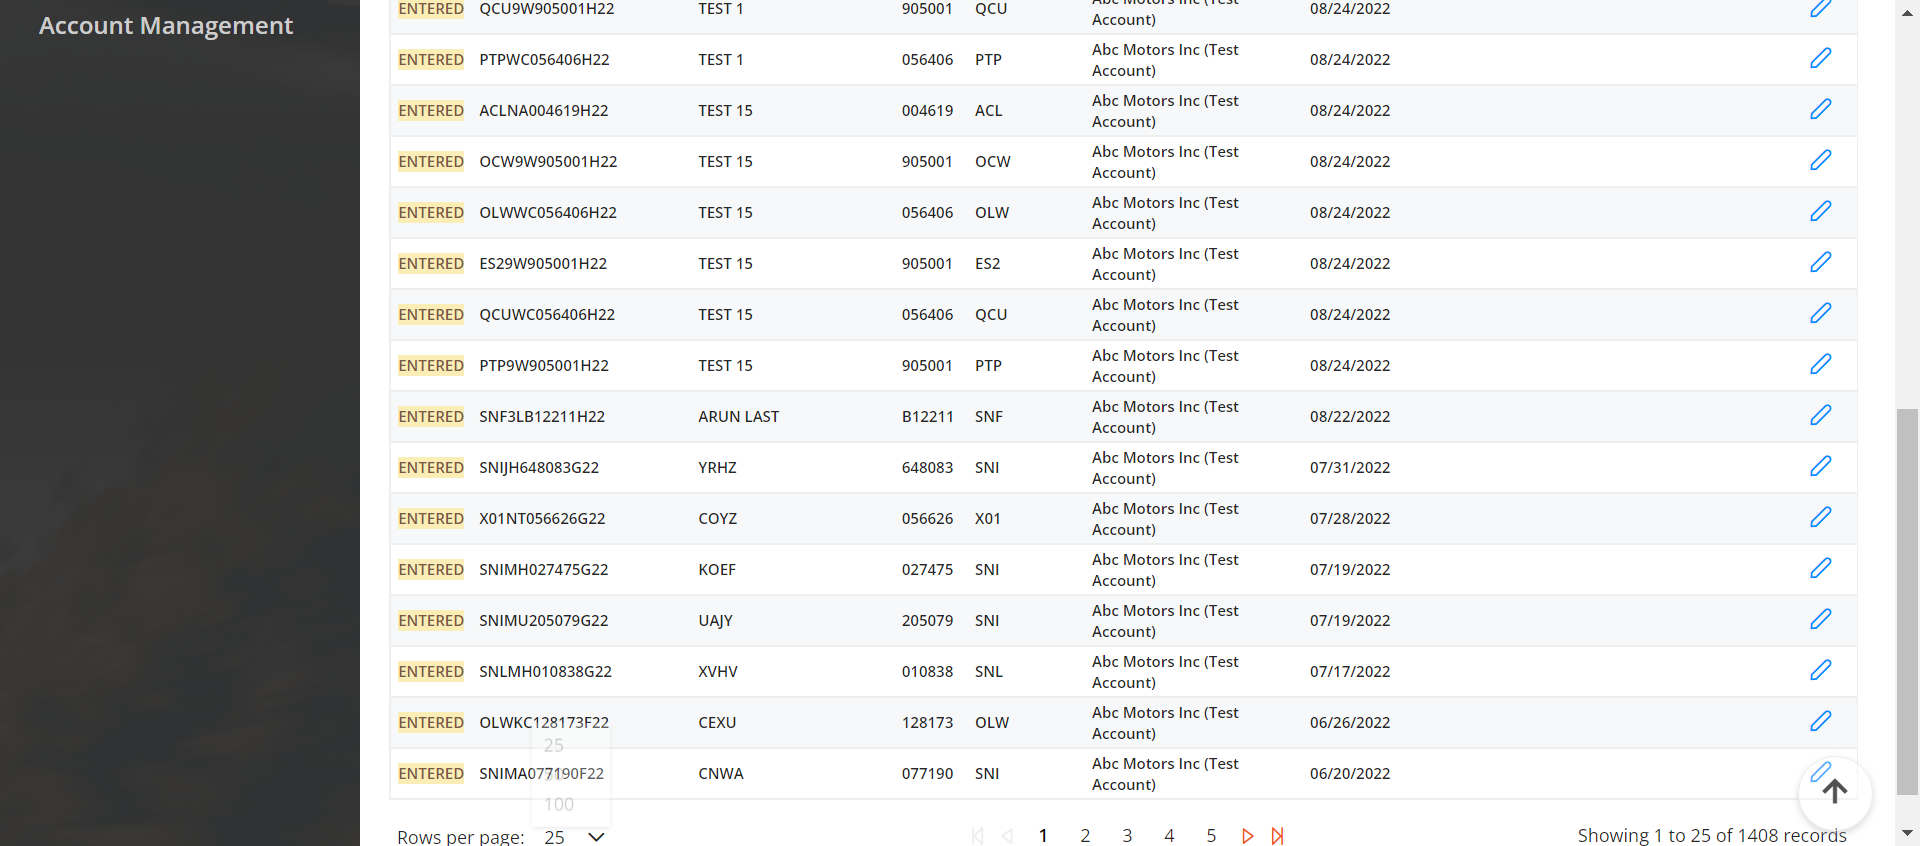 Account Management
ENTERED QCU9W905001H22 TEST 1 905001 QCU Abc Motors Inc (Test Account) 08/24/2022
ENTERED PTPWC056406H22 TEST 1 056406 PTP Abc Motors Inc (Test Account) 08/24/2022
ENTERED ACLNA004619H22 TEST 15 004619 ACL Abc Motors Inc (Test Account) 08/24/2022
ENTERED OCW9W905001H22 TEST 15 905001 OCW Abc Motors Inc (Test Account) 08/24/2022
ENTERED OLWWC056406H22 TEST 15 056406 OLW Abc Motors Inc (Test Account) 08/24/2022
ENTERED ES29W905001H22 TEST 15 905001 ES2 Abc Motors Inc (Test Account) 08/24/2022
ENTERED QCUWC056406H22 TEST 15 056406 QCU Abc Motors Inc (Test Account) 08/24/2022
ENTERED PTP9W905001H22 TEST 15 905001 PTP Abc Motors Inc (Test Account) 08/24/2022
ENTERED SNF3LB12211H22 ARUN LAST B12211 SNF Abc Motors Inc (Test Account) 08/22/2022
ENTERED SNIJH648083G22 YRHZ 648083 SNI Abc Motors Inc (Test Account) 07/31/2022
ENTERED X01NT056626G22 COYZ 056626 X01 Abc Motors Inc (Test Account) 07/28/2022
ENTERED SNIMH027475G22 KOEF 027475 SNI Abc Motors Inc (Test Account) 07/19/2022
ENTERED SNIMU205079G22 UAJY 205079 SNI Abc Motors Inc (Test Account) 07/19/2022
ENTERED SNLMH010838G22 XVHV 010838 SNL Abc Motors Inc (Test Account) 07/17/2022
ENTERED OLWKC128173F22 CEXU 128173 OLW Abc Motors Inc (Test Account) 06/26/2022
25
ENTERED SNIMA077190F22 CNWA 077190 SNI Abc Motors Inc (Test Account) 06/20/2022
100
Rows per page: 25 1 2 3 4 5 Showing 1 to 25 of 1408 records